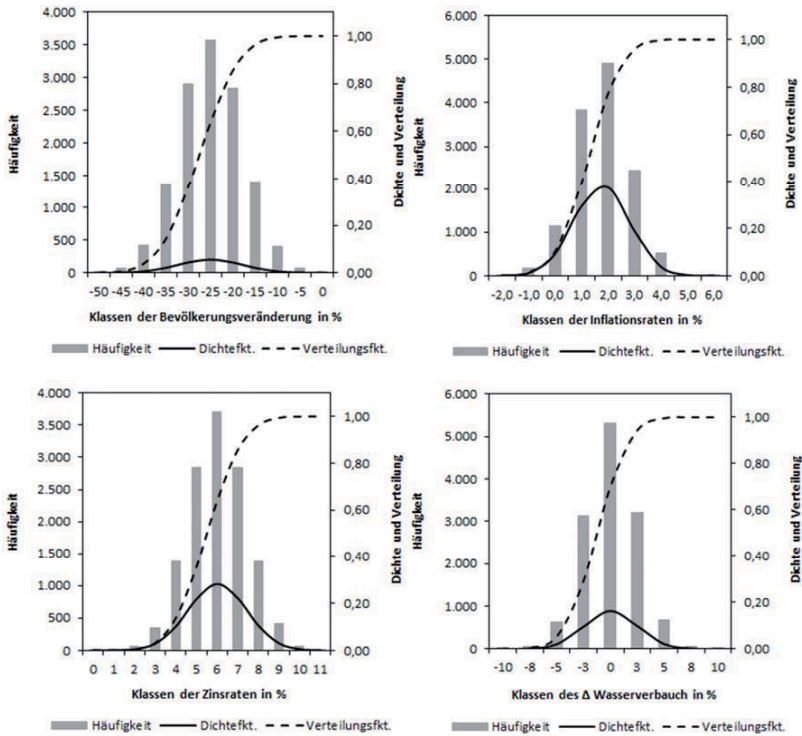 4.000
3.500
3.000
2.500
2.000
1.500
1.000
500
0
Häufigkeit
1,00
0,80
0,60
0,40
0,20
0,00
Dichte und Verteilung
-50 -45 -40 -35 -30 -25 -20 -15 -10 -5 0
Klassen der Bevölkerungsveränderung in %
Häufigkeit Dichtefkt. Verteilungsfkt.
6.000
5.000
4.000
3.000
2.000
1.000
0
Häufigkeit
1,00
0,80
0,60
0,40
0,20
0,00
Dichte und Verteilung
-2,0 -1,0 0,0 1,0 2,0 3,0 4,0 5,0 6,0
Klassen der Inflationsraten in %
Häufigkeit Dichtefkt. Verteilungsfkt.
4.000
3.500
3.000
2.500
2.000
1.500
1.000
500
0
Häufigkeit
1,00
0,80
0,60
0,40
0,20
0,00
Dichte und Verteilung
0 1 2 3 4 5 6 7 8 9 10 11
Klassen der Zinsraten in %
Häufigkeit Dichtefkt. Verteilungsfkt.
6.000
5.000
4.000
3.000
2.000
1.000
0
Häufigkeit
1,00
0,80
0,60
0,40
0,20
0,00
Dichte und Verteilung
-10 -8 -5 -3 0 3 5 8 10
Klassen des Δ Wasserverbauch in %
Häufigkeit Dichtefkt. Verteilungsfkt.